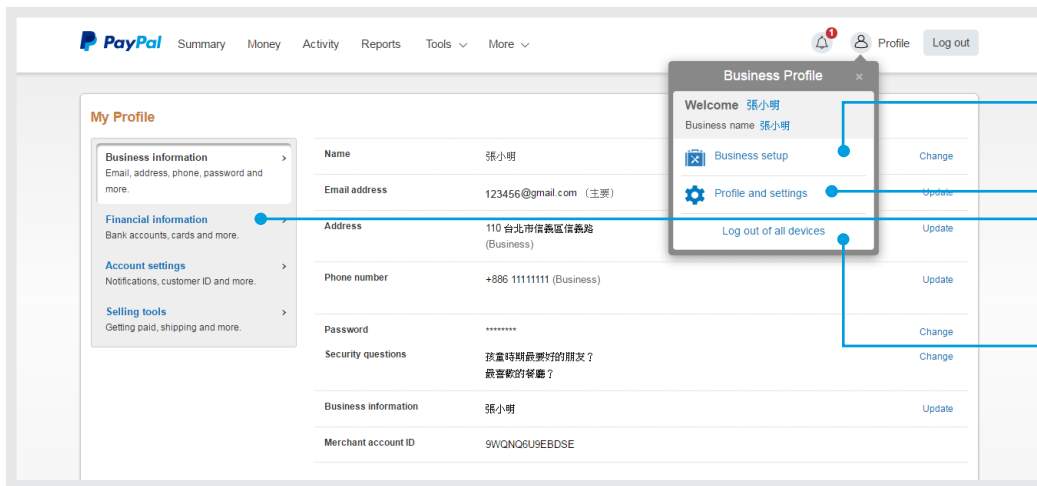 PayPal Summary Money Activity Reports Tools More 1 Profile Log out
Business Profile ×
Welcome 張小明
Business name 張小明
Business setup
Profile and settings
Log out of all devices
My Profile
Business information
Email, address, phone, password and
more.
Financial information
Bank accounts, cards and more.
Account settings
Notifications, customer ID and more.
Selling tools
Getting paid, shipping and more.
Name 張小明 Change
Email address 123456@gmail.com （主要） Update
Address 110 台北市信義區信義路 Update
(Business)
Phone number +886 11111111 (Business) Update
Password ******** Change
Security questions 孩童時期最要好的朋友？ Change
最喜歡的餐廳？
Business information 張小明 Update
Merchant account ID 9WQNQ6U9EBDSE